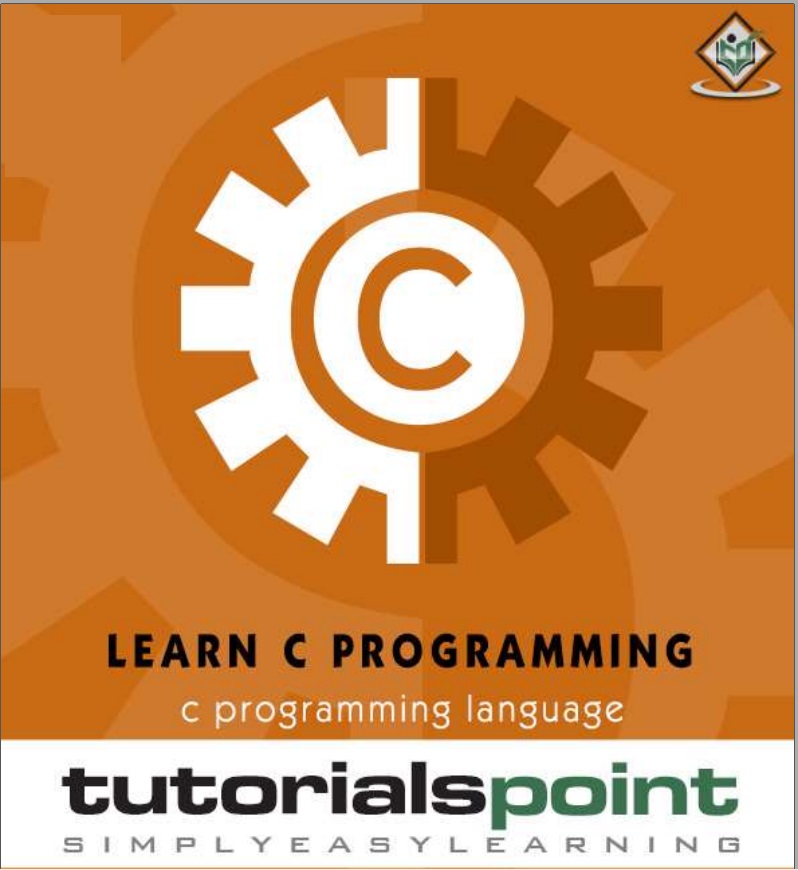 C
LEARN C PROGRAMMING
c programming language
tutorialspoint
SIMPLYEASYLEARNING